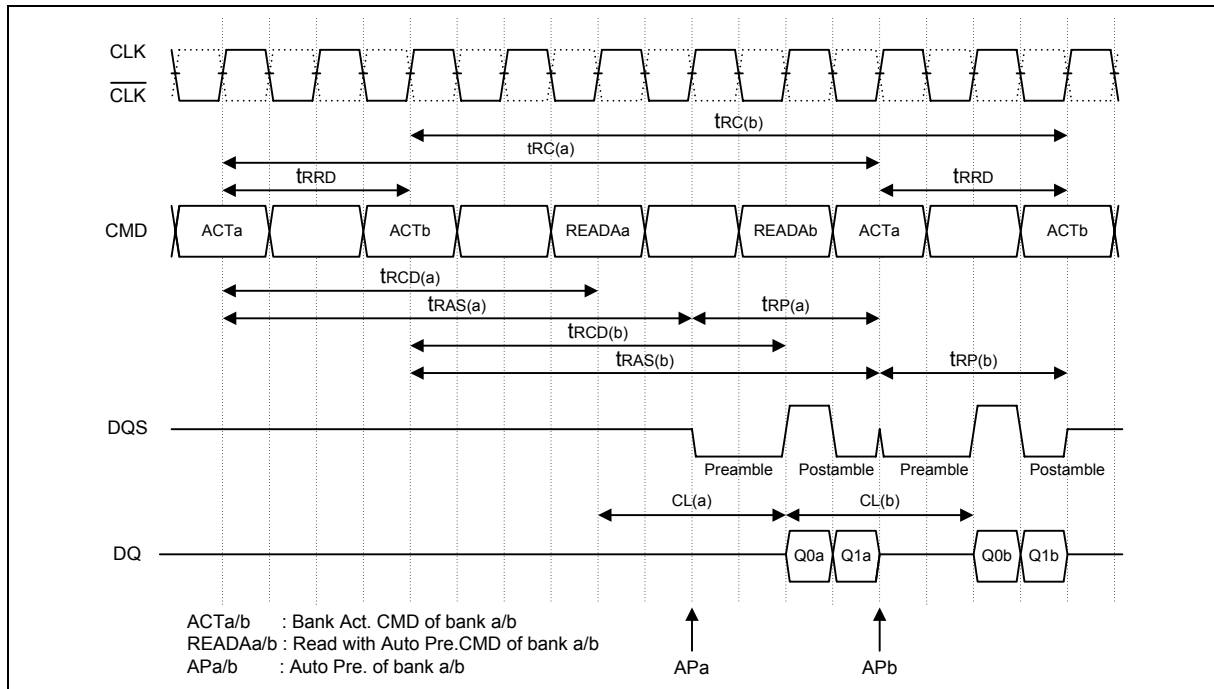 CLK
CLK
tRC(b)
tRC(a)
tRRD tRRD
CMD ACTa ACTb READAa READAb ACTa ACTb
tRCD(a)
tRAS(a) tRP(a)
tRCD(b)
tRAS(b) tRP(b)
DQS
Preamble Postamble Preamble Postamble
CL(a) CL(b)
DQ Q0a Q1a Q0b Q1b
ACTa/b : Bank Act. CMD of bank a/b
READAa/b : Read with Auto Pre.CMD of bank a/b
APa/b : Auto Pre. of bank a/b
APa APb